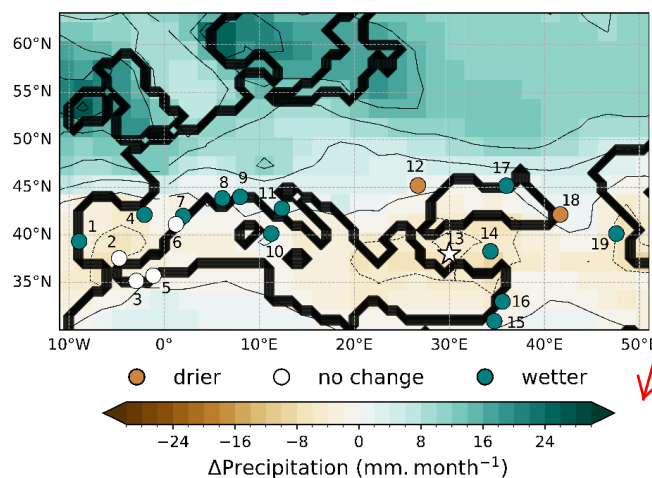 60°N
55°N
50°N
45°N
40°N
35°N
12
17
9
8
7
4
11
18
1
6
14
13
19
2
10
5
3
16
15
10°W
0°E
10°E
20°E
30°E
40°E
50°E
drier
no change
wetter
−24
−16
−8
0
8
16
24
ΔPrecipitation (mm. month⁻¹)